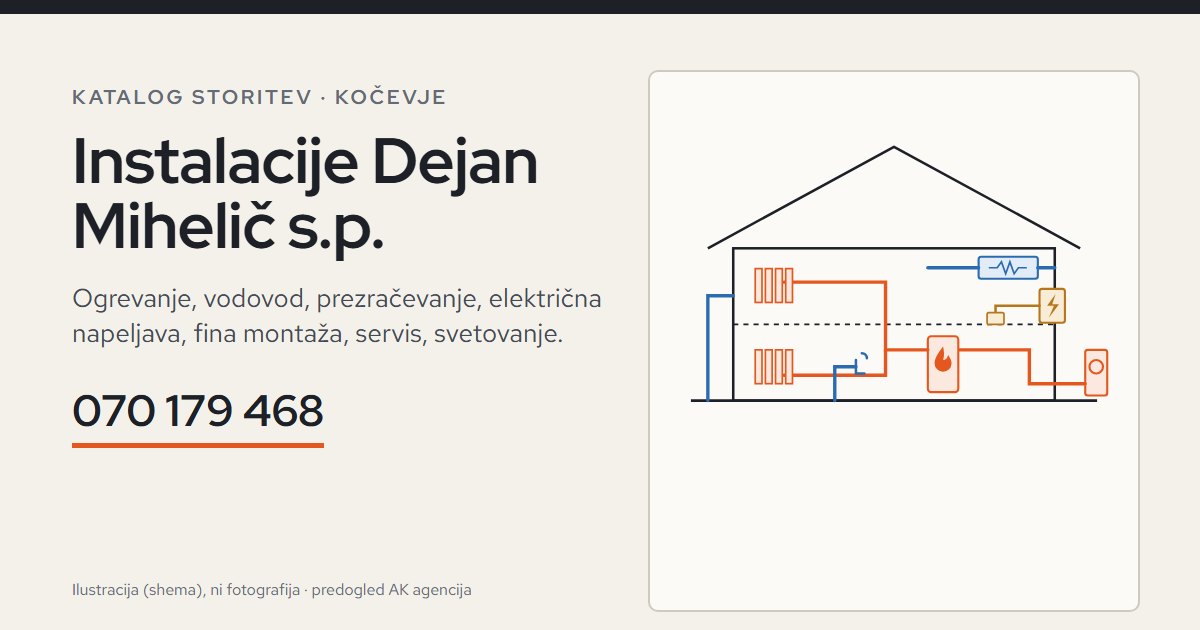 KATALOG STORITEV · KOČEVJE
Instalacije Dejan
Mihelič s.p.
Ogrevanje, vodovod, prezračevanje, električna
napeljava, fina montaža, servis, svetovanje.
070 179 468
Ilustracija (shema), ni fotografija · predogled AK agencija